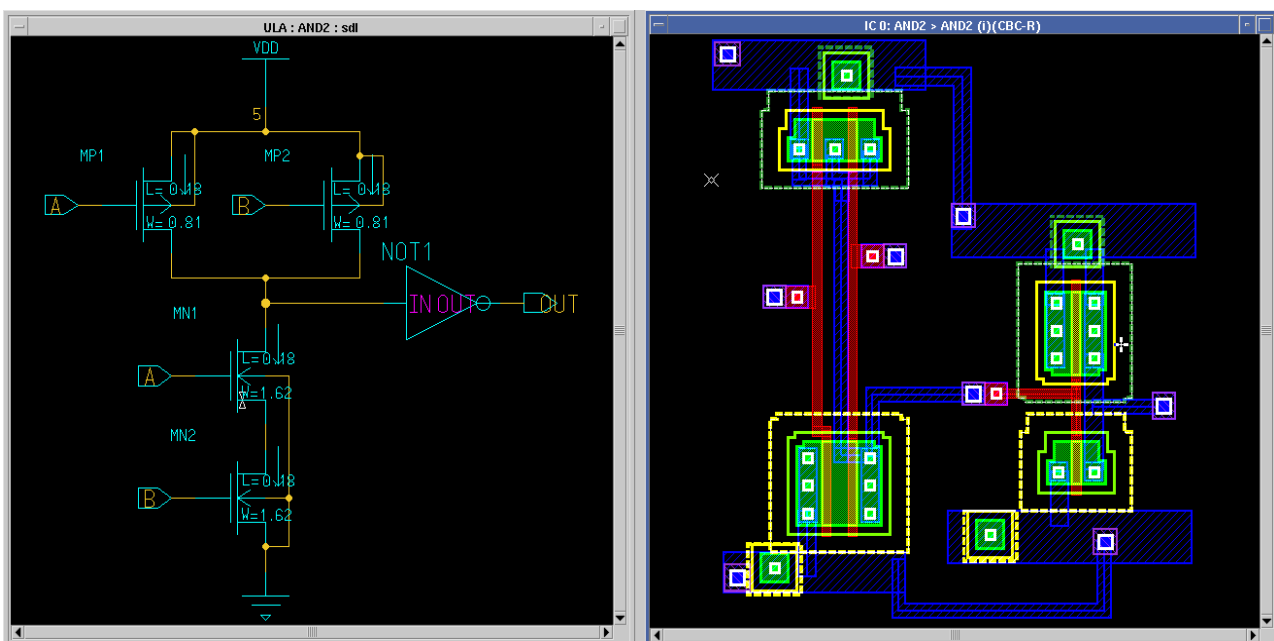 ULA : AND2 : sdl
VDD
5
MP1
MP2
A
L= 0.18
W= 0.81
B
L= 0.18
W= 0.81
NOT1
IN OUT
OUT
MN1
A
L=0.18
W=1.62
MN2
B
L=0.18
W=1.62
IC 0: AND2 > AND2 (i)(CBC-R)